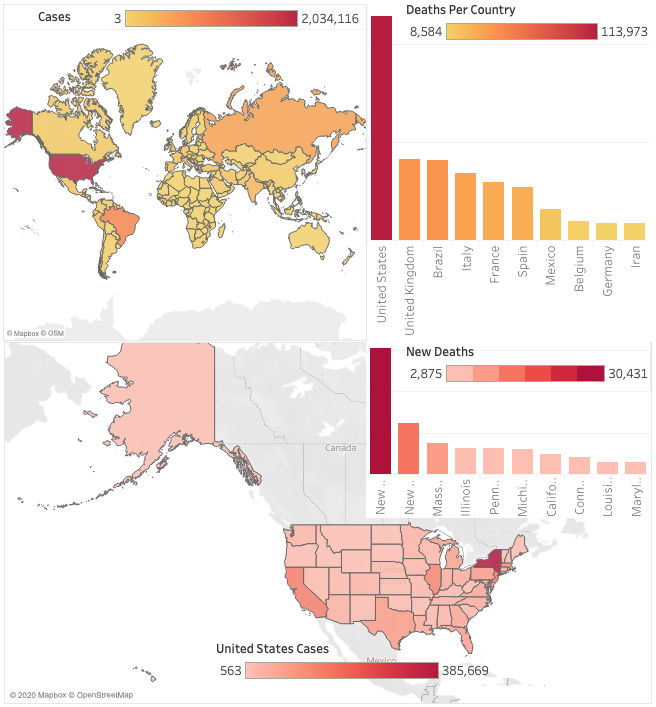 Cases
3
2,034,116
Deaths Per Country
8,584
113,973
United States
United Kingdom
Brazil
Italy
France
Spain
Mexico
Belgium
Germany
Iran
© Mapbox © OSM
New Deaths
2,875
30,431
New ..
New ..
Mass..
Illinois
Penn..
Michi..
Califo..
Conn..
Louisi..
Maryl..
Canada
United States Cases
563
385,669
Mexico
© 2020 Mapbox © OpenStreetMap